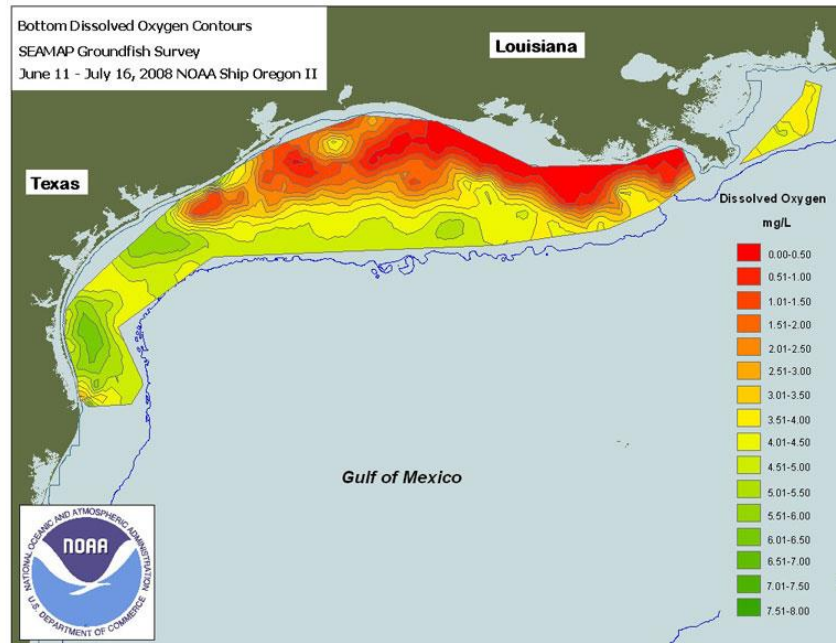 Bottom Dissolved Oxygen Contours
SEAMAP Groundfish Survey
June 11 - July 16, 2008 NOAA Ship Oregon II
Louisiana
Texas
Dissolved Oxygen
mg/L
0.00-0.50
0.51-1.00
1.01-1.50
1.51-2.00
2.01-2.50
2.51-3.00
3.01-3.50
3.51-4.00
4.01-4.50
4.51-5.00
5.01-5.50
5.51-6.00
6.01-6.50
6.51-7.00
7.01-7.50
7.51-8.00
Gulf of Mexico
NATIONAL OCEANIC AND ATMOSPHERIC ADMINISTRATION
NOAA
U.S. DEPARTMENT OF COMMERCE